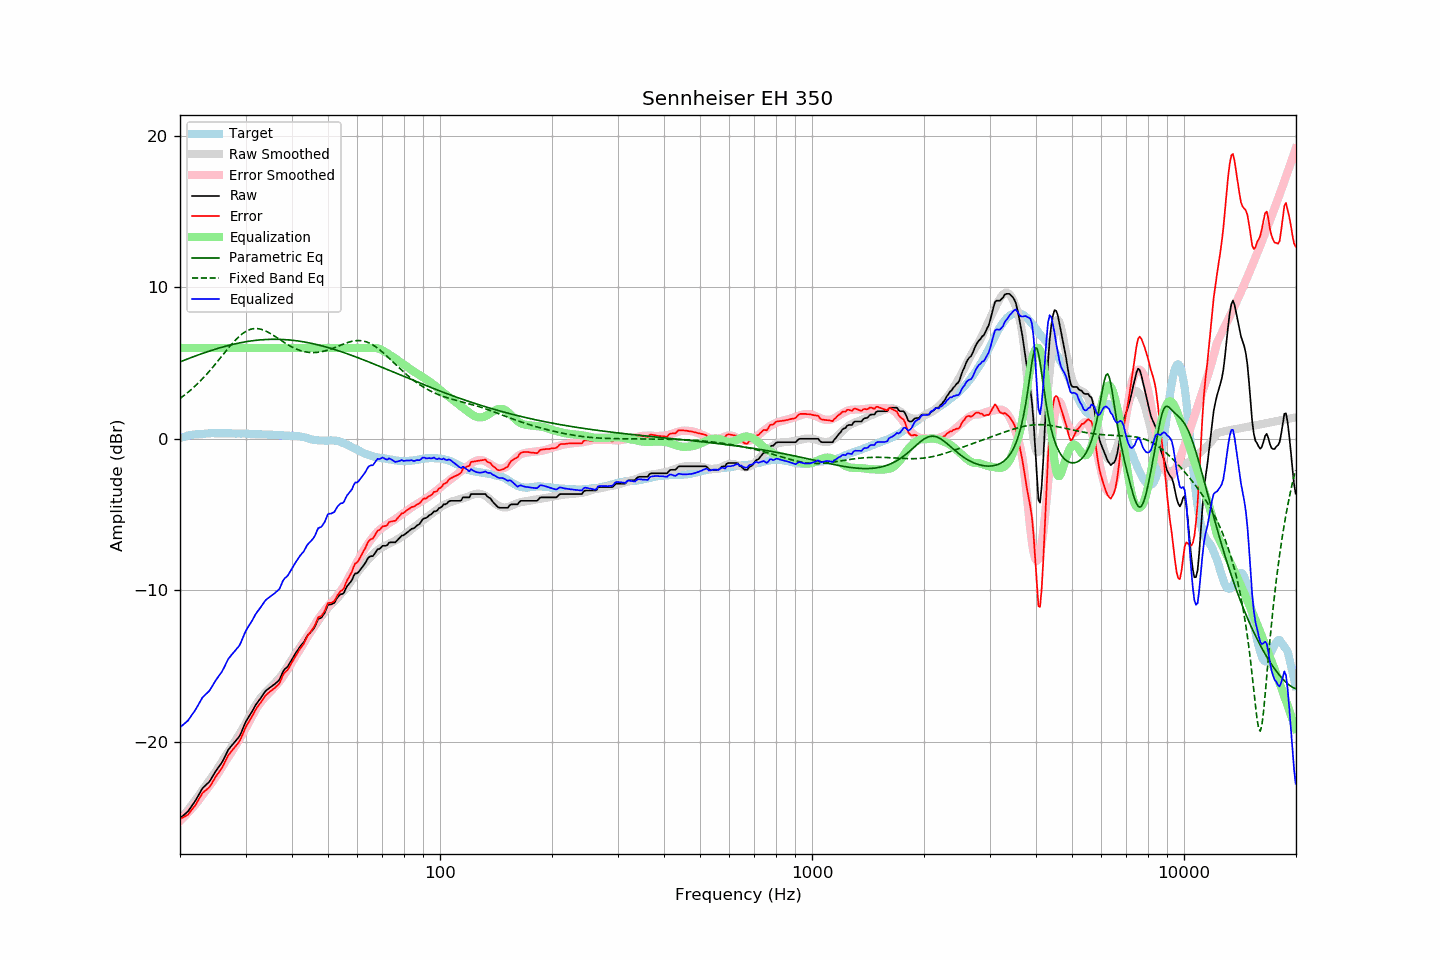 Sennheiser EH 350
Target
Raw Smoothed
Error Smoothed
Raw
Error
Equalization
Parametric Eq
Fixed Band Eq
Equalized
20
10
0
−10
−20
Amplitude (dBr)
100
1000
10000
Frequency (Hz)